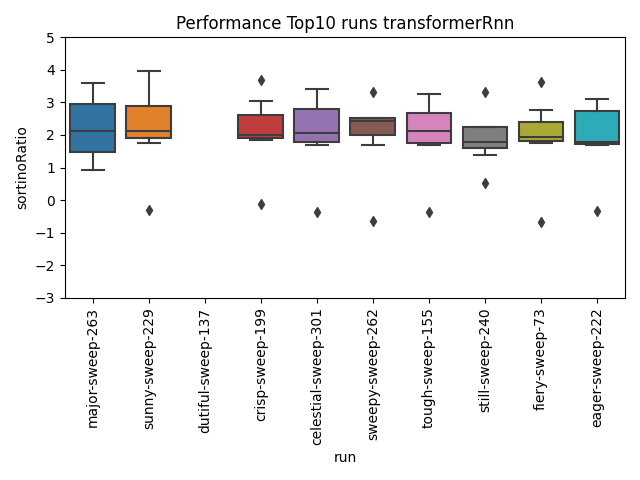 Performance Top10 runs transformerRnn
sortinoRatio
5
4
3
2
1
0
−1
−2
−3
major-sweep-263
sunny-sweep-229
dutiful-sweep-137
crisp-sweep-199
celestial-sweep-301
sweepy-sweep-262
tough-sweep-155
still-sweep-240
fiery-sweep-73
eager-sweep-222
run